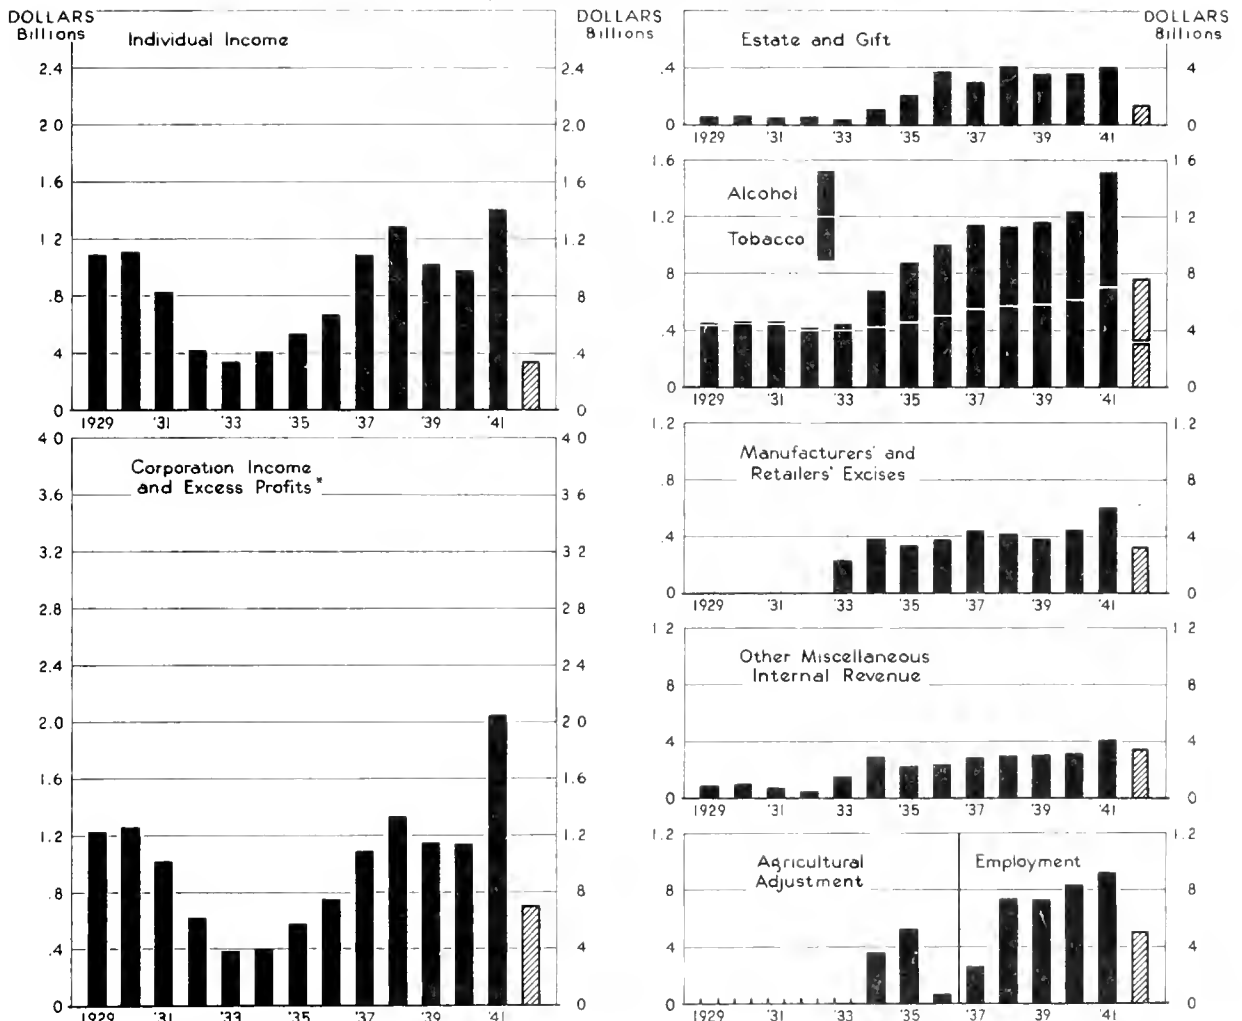 DOLLARS
Billions
Individual Income
2.4
2.0
1.6
1.2
.8
.4
0
1929 '31 '33 '35 '37 '39 '41
DOLLARS
Billions
2.4
2 0
1 6
1.2
8
.4
0
4 0
Corporation Income
and Excess Profits*
3.6
3.2
2.8
2.4
2.0
1.6
1.2
.8
.4
0
1929 '31 '33 '35 '37 '39 '41
4 0
3 6
3 2
2 8
2 4
2 0
1 6
1.2
8
4
0
Estate and Gift
.4
0
1929 '31 '33 '35 '37 '39 '41
DOLLARS
Billions
4
0
1.6
Alcohol
1.2
Tobacco
.8
.4
0
1929 '31 '33 '35 '37 '39 '41
1 6
1 2
8
4
0
1.2
Manufacturers' and
Retailers' Excises
.8
.4
0
1929 '31 '33 '35 '37 '39 '41
1.2
8
4
0
1 2
Other Miscellaneous
Internal Revenue
8
4
0
1929 '31 '33 '35 '37 '39 '41
1 2
8
4
0
1.2
Agricultural
Adjustment
Employment
8
.4
0
1929 '31 '33 '35 '37 '39 '41
1.2
8
4
0